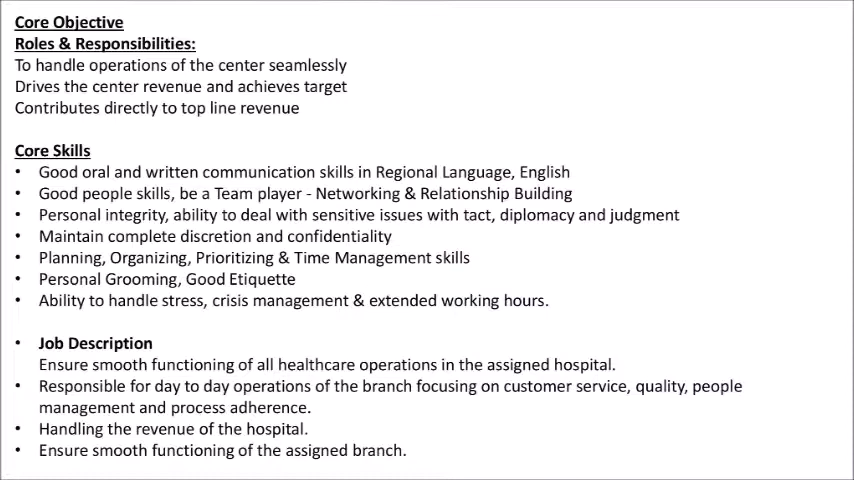 Core Objective
Roles & Responsibilities:
To handle operations of the center seamlessly
Drives the center revenue and achieves target
Contributes directly to top line revenue
Core Skills
• Good oral and written communication skills in Regional Language, English
• Good people skills, be a Team player - Networking & Relationship Building
• Personal integrity, ability to deal with sensitive issues with tact, diplomacy and judgment
• Maintain complete discretion and confidentiality
• Planning, Organizing, Prioritizing & Time Management skills
• Personal Grooming, Good Etiquette
• Ability to handle stress, crisis management & extended working hours.
• Job Description
Ensure smooth functioning of all healthcare operations in the assigned hospital.
• Responsible for day to day operations of the branch focusing on customer service, quality, people
management and process adherence.
• Handling the revenue of the hospital.
• Ensure smooth functioning of the assigned branch.